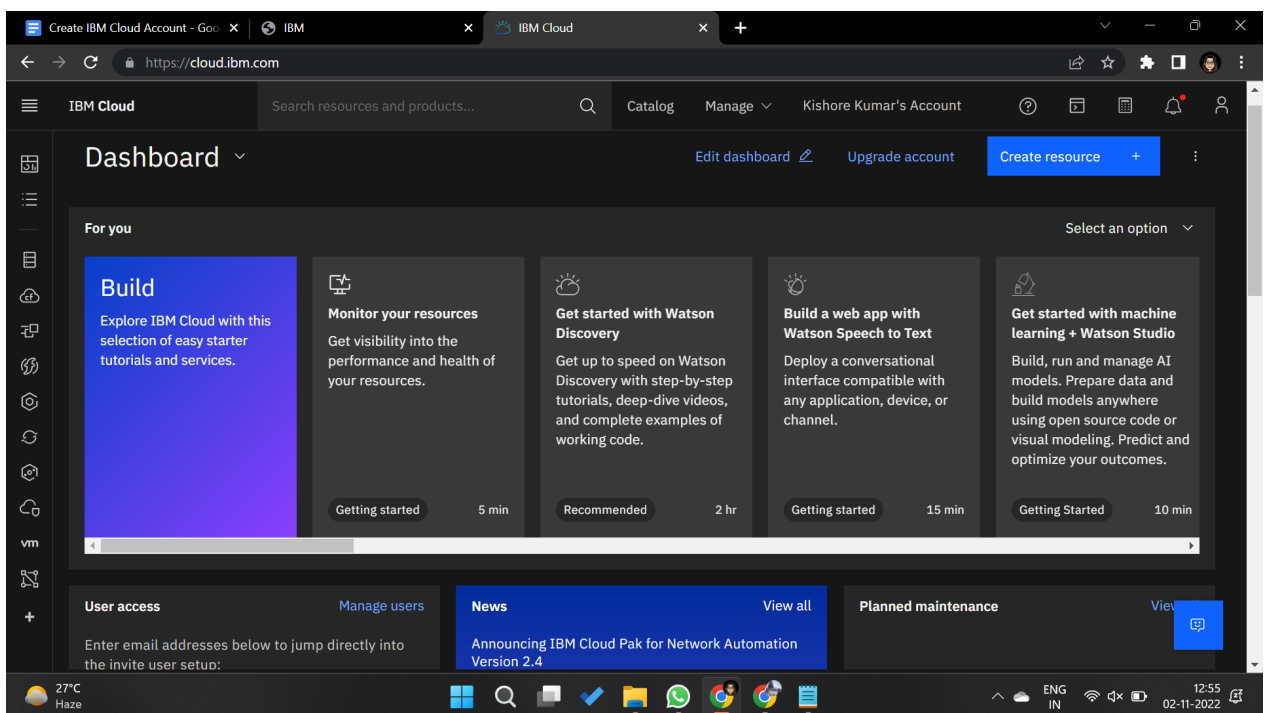 Create IBM Cloud Account - Goo
IBM
IBM Cloud
https://cloud.ibm.com
IBM Cloud
Search resources and products...
Catalog
Manage
Kishore Kumar's Account
Dashboard
Edit dashboard
Upgrade account
Create resource +
For you
Select an option
Build
Explore IBM Cloud with this
selection of easy starter
tutorials and services.
Monitor your resources
Get visibility into the
performance and health of
your resources.
Getting started
5 min
Get started with Watson
Discovery
Get up to speed on Watson
Discovery with step-by-step
tutorials, deep-dive videos,
and complete examples of
working code.
Recommended
2 hr
Build a web app with
Watson Speech to Text
Deploy a conversational
interface compatible with
any application, device, or
channel.
Getting started
15 min
Get started with machine
learning + Watson Studio
Build, run and manage AI
models. Prepare data and
build models anywhere
using open source code or
visual modeling. Predict and
optimize your outcomes.
Getting Started
10 min
cf
vm
User access
Manage users
Enter email addresses below to jump directly into
the invite user setup:
News
View all
Announcing IBM Cloud Pak for Network Automation
Version 2.4
Planned maintenance
27°C
Haze
ENG
IN
12:55
02-11-2022